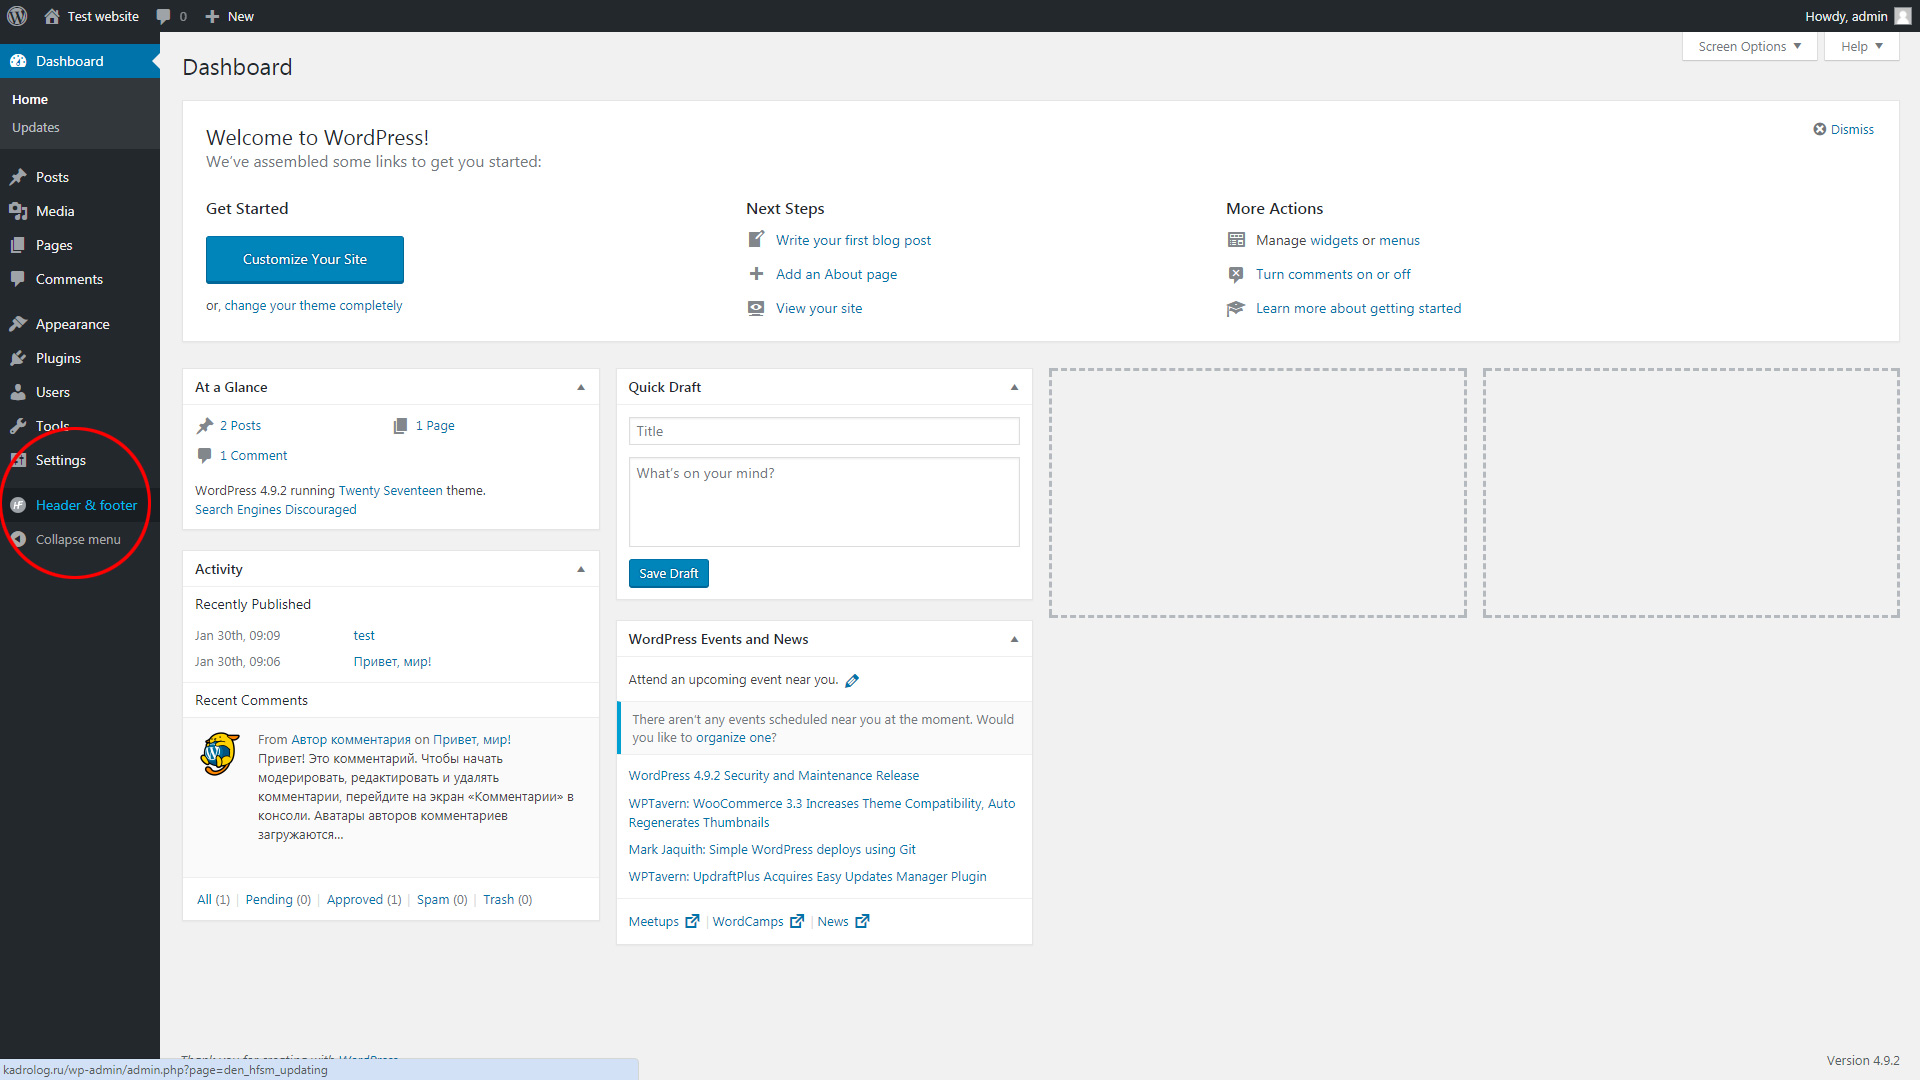 Test website 0 New Howdy, admin
Screen Options Help
Dashboard
Home
Updates
Posts
Media
Pages
Comments
Appearance
Plugins
Users
Tools
Settings
Header & footer
Collapse menu
Dashboard
Welcome to WordPress!
Dismiss
We've assembled some links to get you started:
Get Started
Customize Your Site
or, change your theme completely
Next Steps
Write your first blog post
Add an About page
View your site
More Actions
Manage widgets or menus
Turn comments on or off
Learn more about getting started
At a Glance
2 Posts 1 Page
1 Comment
WordPress 4.9.2 running Twenty Seventeen theme.
Search Engines Discouraged
Activity
Recently Published
Jan 30th, 09:09 test
Jan 30th, 09:06 Привет, мир!
Recent Comments
From Автор комментария on Привет, мир!
Привет! Это комментарий. Чтобы начать
модерировать, редактировать и удалять
комментарии, перейдите на экран «Комментарии» в
консоли. Аватары авторов комментариев
загружаются…
All (1) | Pending (0) | Approved (1) | Spam (0) | Trash (0)
Quick Draft
Title
What's on your mind?
Save Draft
WordPress Events and News
Attend an upcoming event near you.
There aren't any events scheduled near you at the moment. Would
you like to organize one?
WordPress 4.9.2 Security and Maintenance Release
WPTavern: WooCommerce 3.3 Increases Theme Compatibility, Auto
Regenerates Thumbnails
Mark Jaquith: Simple WordPress deploys using Git
WPTavern: UpdraftPlus Acquires Easy Updates Manager Plugin
Meetups | WordCamps | News
Thank you for creating with WordPress
Version 4.9.2
kadrolog.ru/wp-admin/admin.php?page=den_hfsm_updating